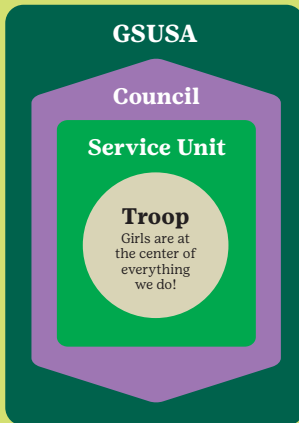 GSUSA
Council
Service Unit
Troop
Girls are at
the center of
everything
we do!